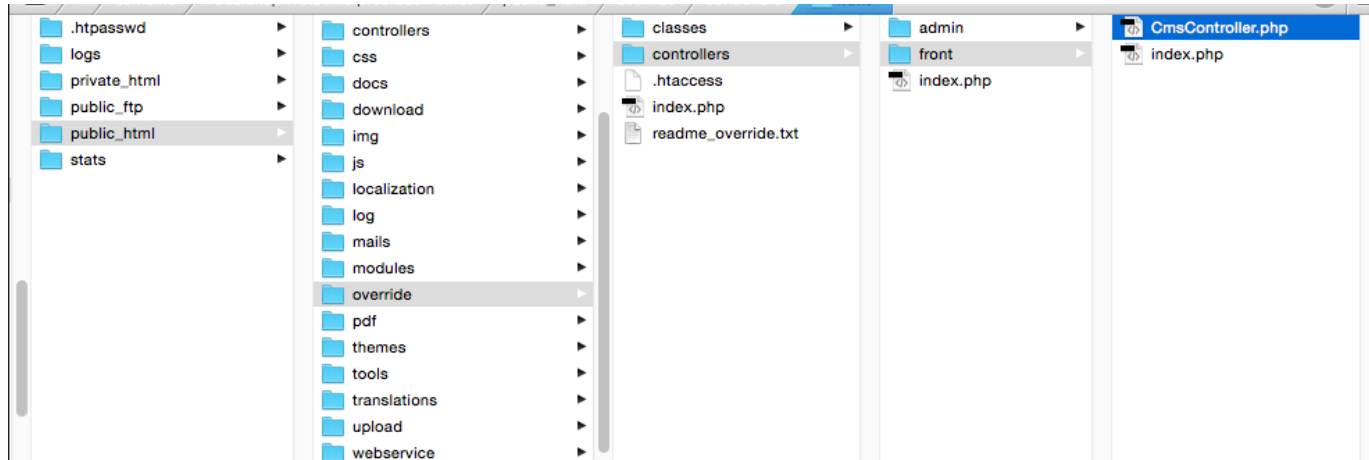 .htpasswd
logs
private_html
public_ftp
public_html
stats
controllers
css
docs
download
img
js
localization
log
mails
modules
override
pdf
themes
tools
translations
upload
webservice
classes
controllers
.htaccess
index.php
readme_override.txt
admin
front
index.php
CmsController.php
index.php